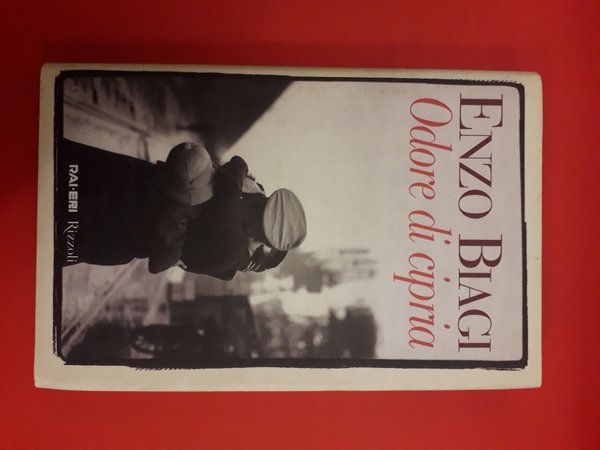 ENZO BIAGI
Odore di cipria
RAI-ERI Rizzoli